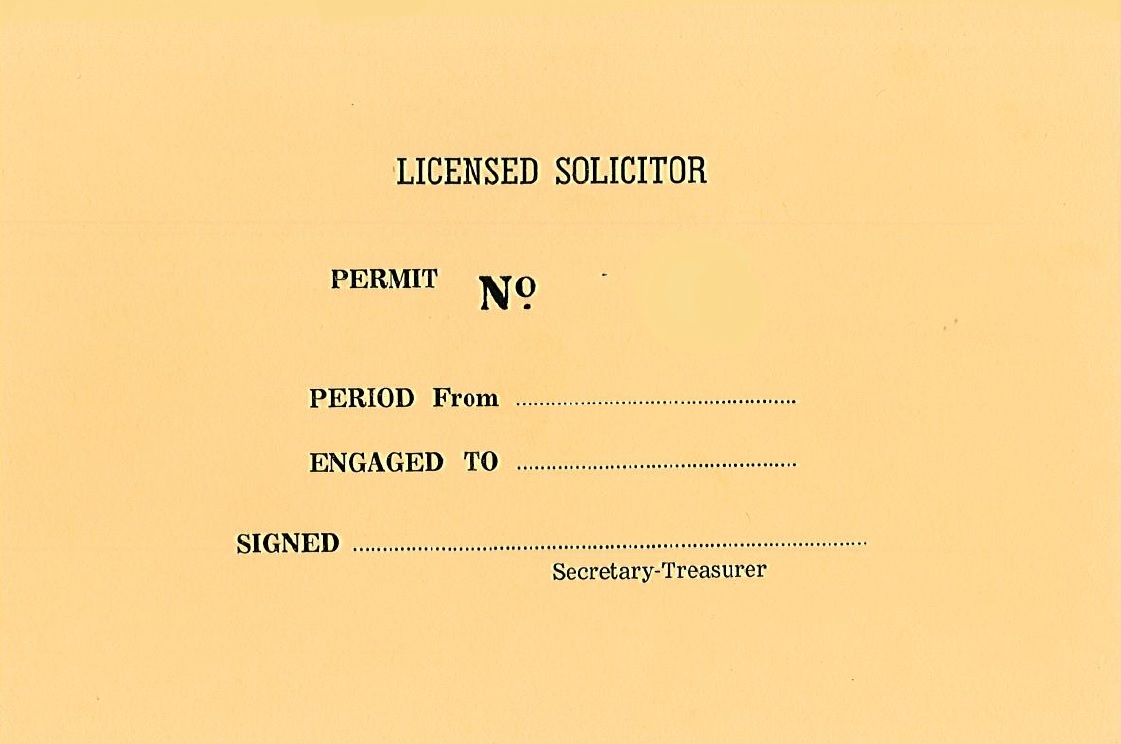 LICENSED SOLICITOR
PERMIT Nº
PERIOD From ........................................
ENGAGED TO ........................................
SIGNED ........................................................................
Secretary-Treasurer